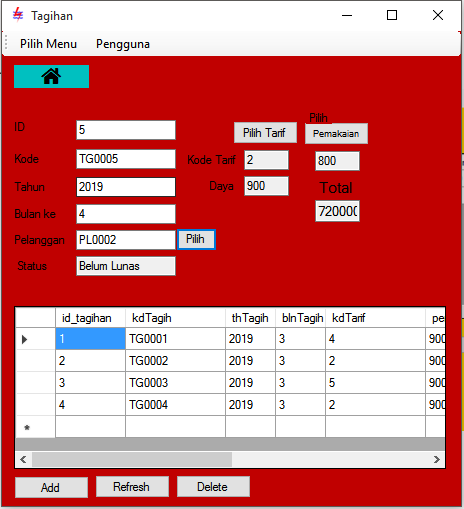 Tagihan
Pilih Menu Pengguna
ID 5
Pilih Tarif
Pilih
Pemakaian
Kode TG0005 Kode Tarif 2 800
Tahun 2019 Daya 900 Total
Bulan ke 4 720000
Pelanggan PL0002 Pilih
Status Belum Lunas
id_tagihan kdTagih thTagih blnTagih kdTarif
1 TG0001 2019 3 4 900
2 TG0002 2019 3 2 900
3 TG0003 2019 3 5 900
4 TG0004 2019 3 2 900
Add Refresh Delete